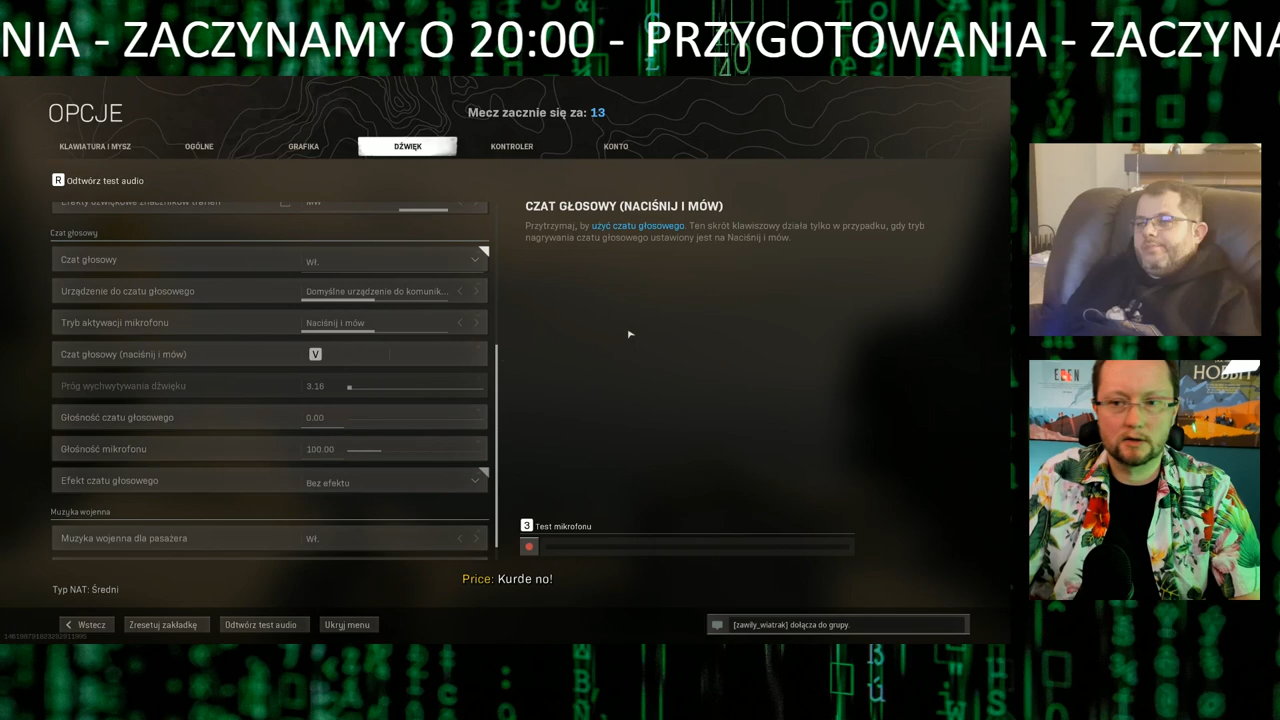 NIA - ZACZYNAMY O 20:00 - PRZYGOTOWANIA - ZACZYNA
OPCJE
Mecz zacznie się za: 13
KLAWIATURA I MYSZ
OGÓLNE
GRAFIKA
DŹWIĘK
KONTROLER
KONTO
R Odtwórz test audio
Efekty dźwiękowe znaczników trafień MW
Czat głosowy
Czat głosowy Wł.
Urządzenie do czatu głosowego Domyślne urządzenie do komunik...
Tryb aktywacji mikrofonu Naciśnij i mów
Czat głosowy (naciśnij i mów) V
Próg wychwytywania dźwięku 3.16
Głośność czatu głosowego 0.00
Głośność mikrofonu 100.00
Efekt czatu głosowego Bez efektu
Muzyka wojenna
Muzyka wojenna dla pasażera Wł.
CZAT GŁOSOWY (NACIŚNIJ I MÓW)
Przytrzymaj, by użyć czatu głosowego. Ten skrót klawiszowy działa tylko w przypadku, gdy tryb
nagrywania czatu głosowego ustawiony jest na Naciśnij i mów.
3 Test mikrofonu
Price: Kurde no!
Typ NAT: Średni
Wstecz
Zresetuj zakładkę
Odtwórz test audio
Ukryj menu
[zawily_wiatrak] dołącza do grupy.
EDEN
HOBBIT